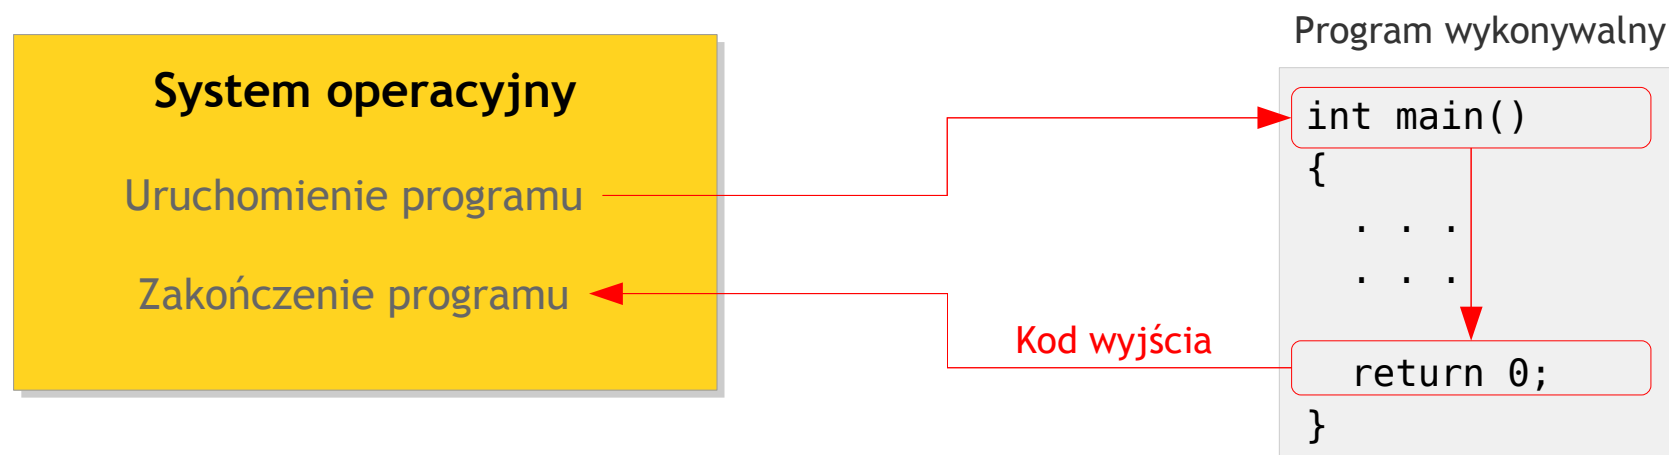 Program wykonywalny
System operacyjny
Uruchomienie programu
Zakończenie programu
Kod wyjścia
int main()
{
. . .
. . .
return 0;
}